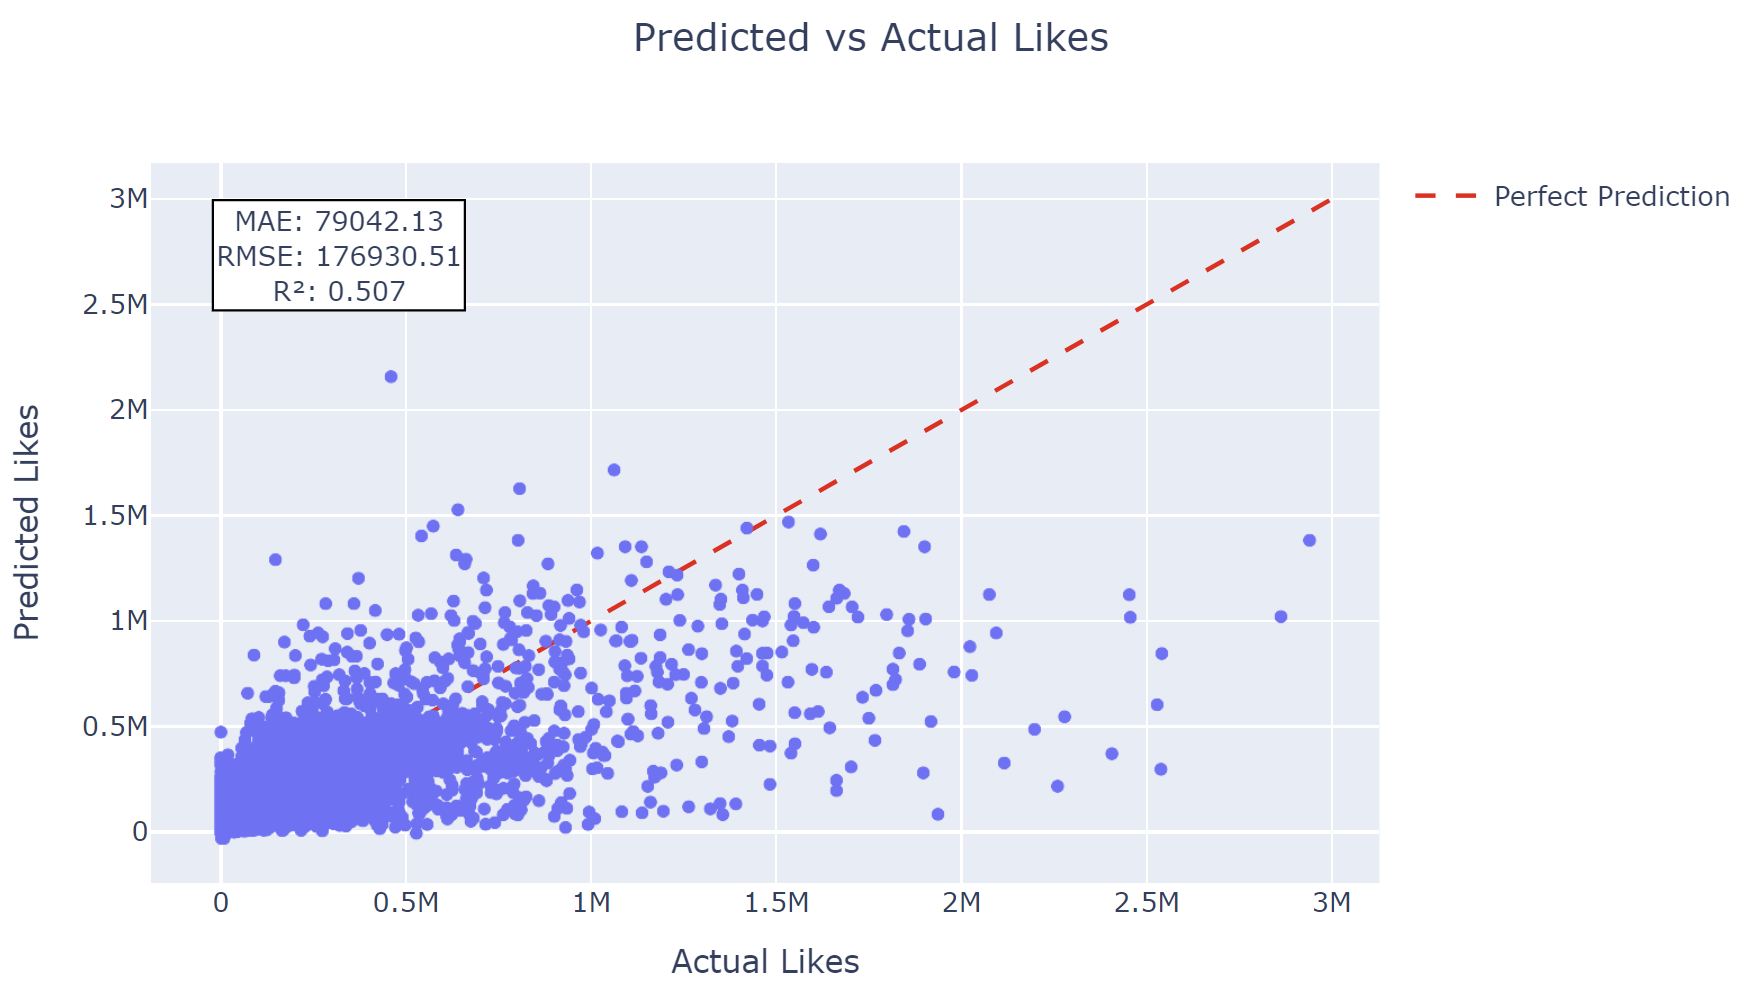 Predicted vs Actual Likes
Perfect Prediction
MAE: 79042.13
RMSE: 176930.51
R²: 0.507
Predicted Likes
3M
2.5M
2M
1.5M
1M
0.5M
0
0
0.5M
1M
1.5M
2M
2.5M
3M
Actual Likes